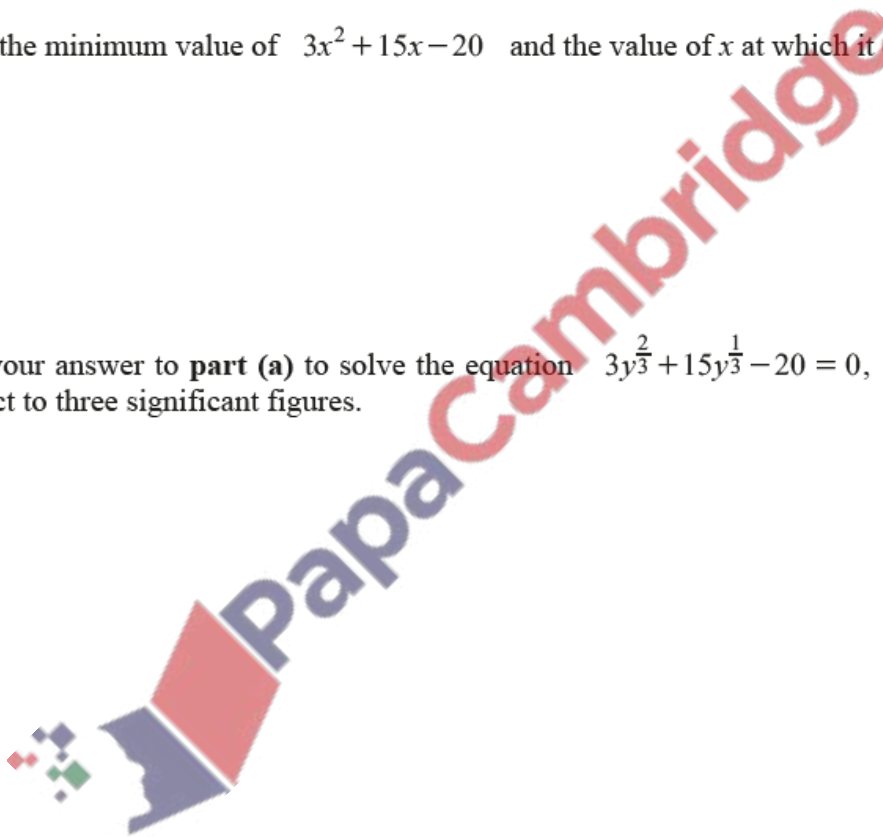 the minimum value of 3x² + 15x − 20 and the value of x at which it
your answer to part (a) to solve the equation 3y^(2/3) + 15y^(1/3) − 20 = 0,
ct to three significant figures.
PapaCambridge